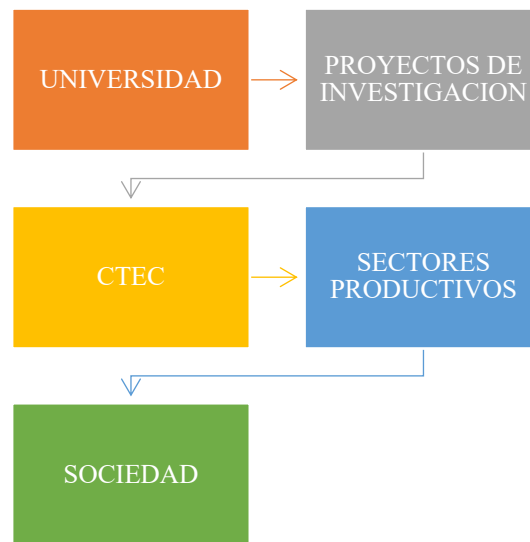 UNIVERSIDAD
PROYECTOS DE
INVESTIGACION
CTEC
SECTORES
PRODUCTIVOS
SOCIEDAD